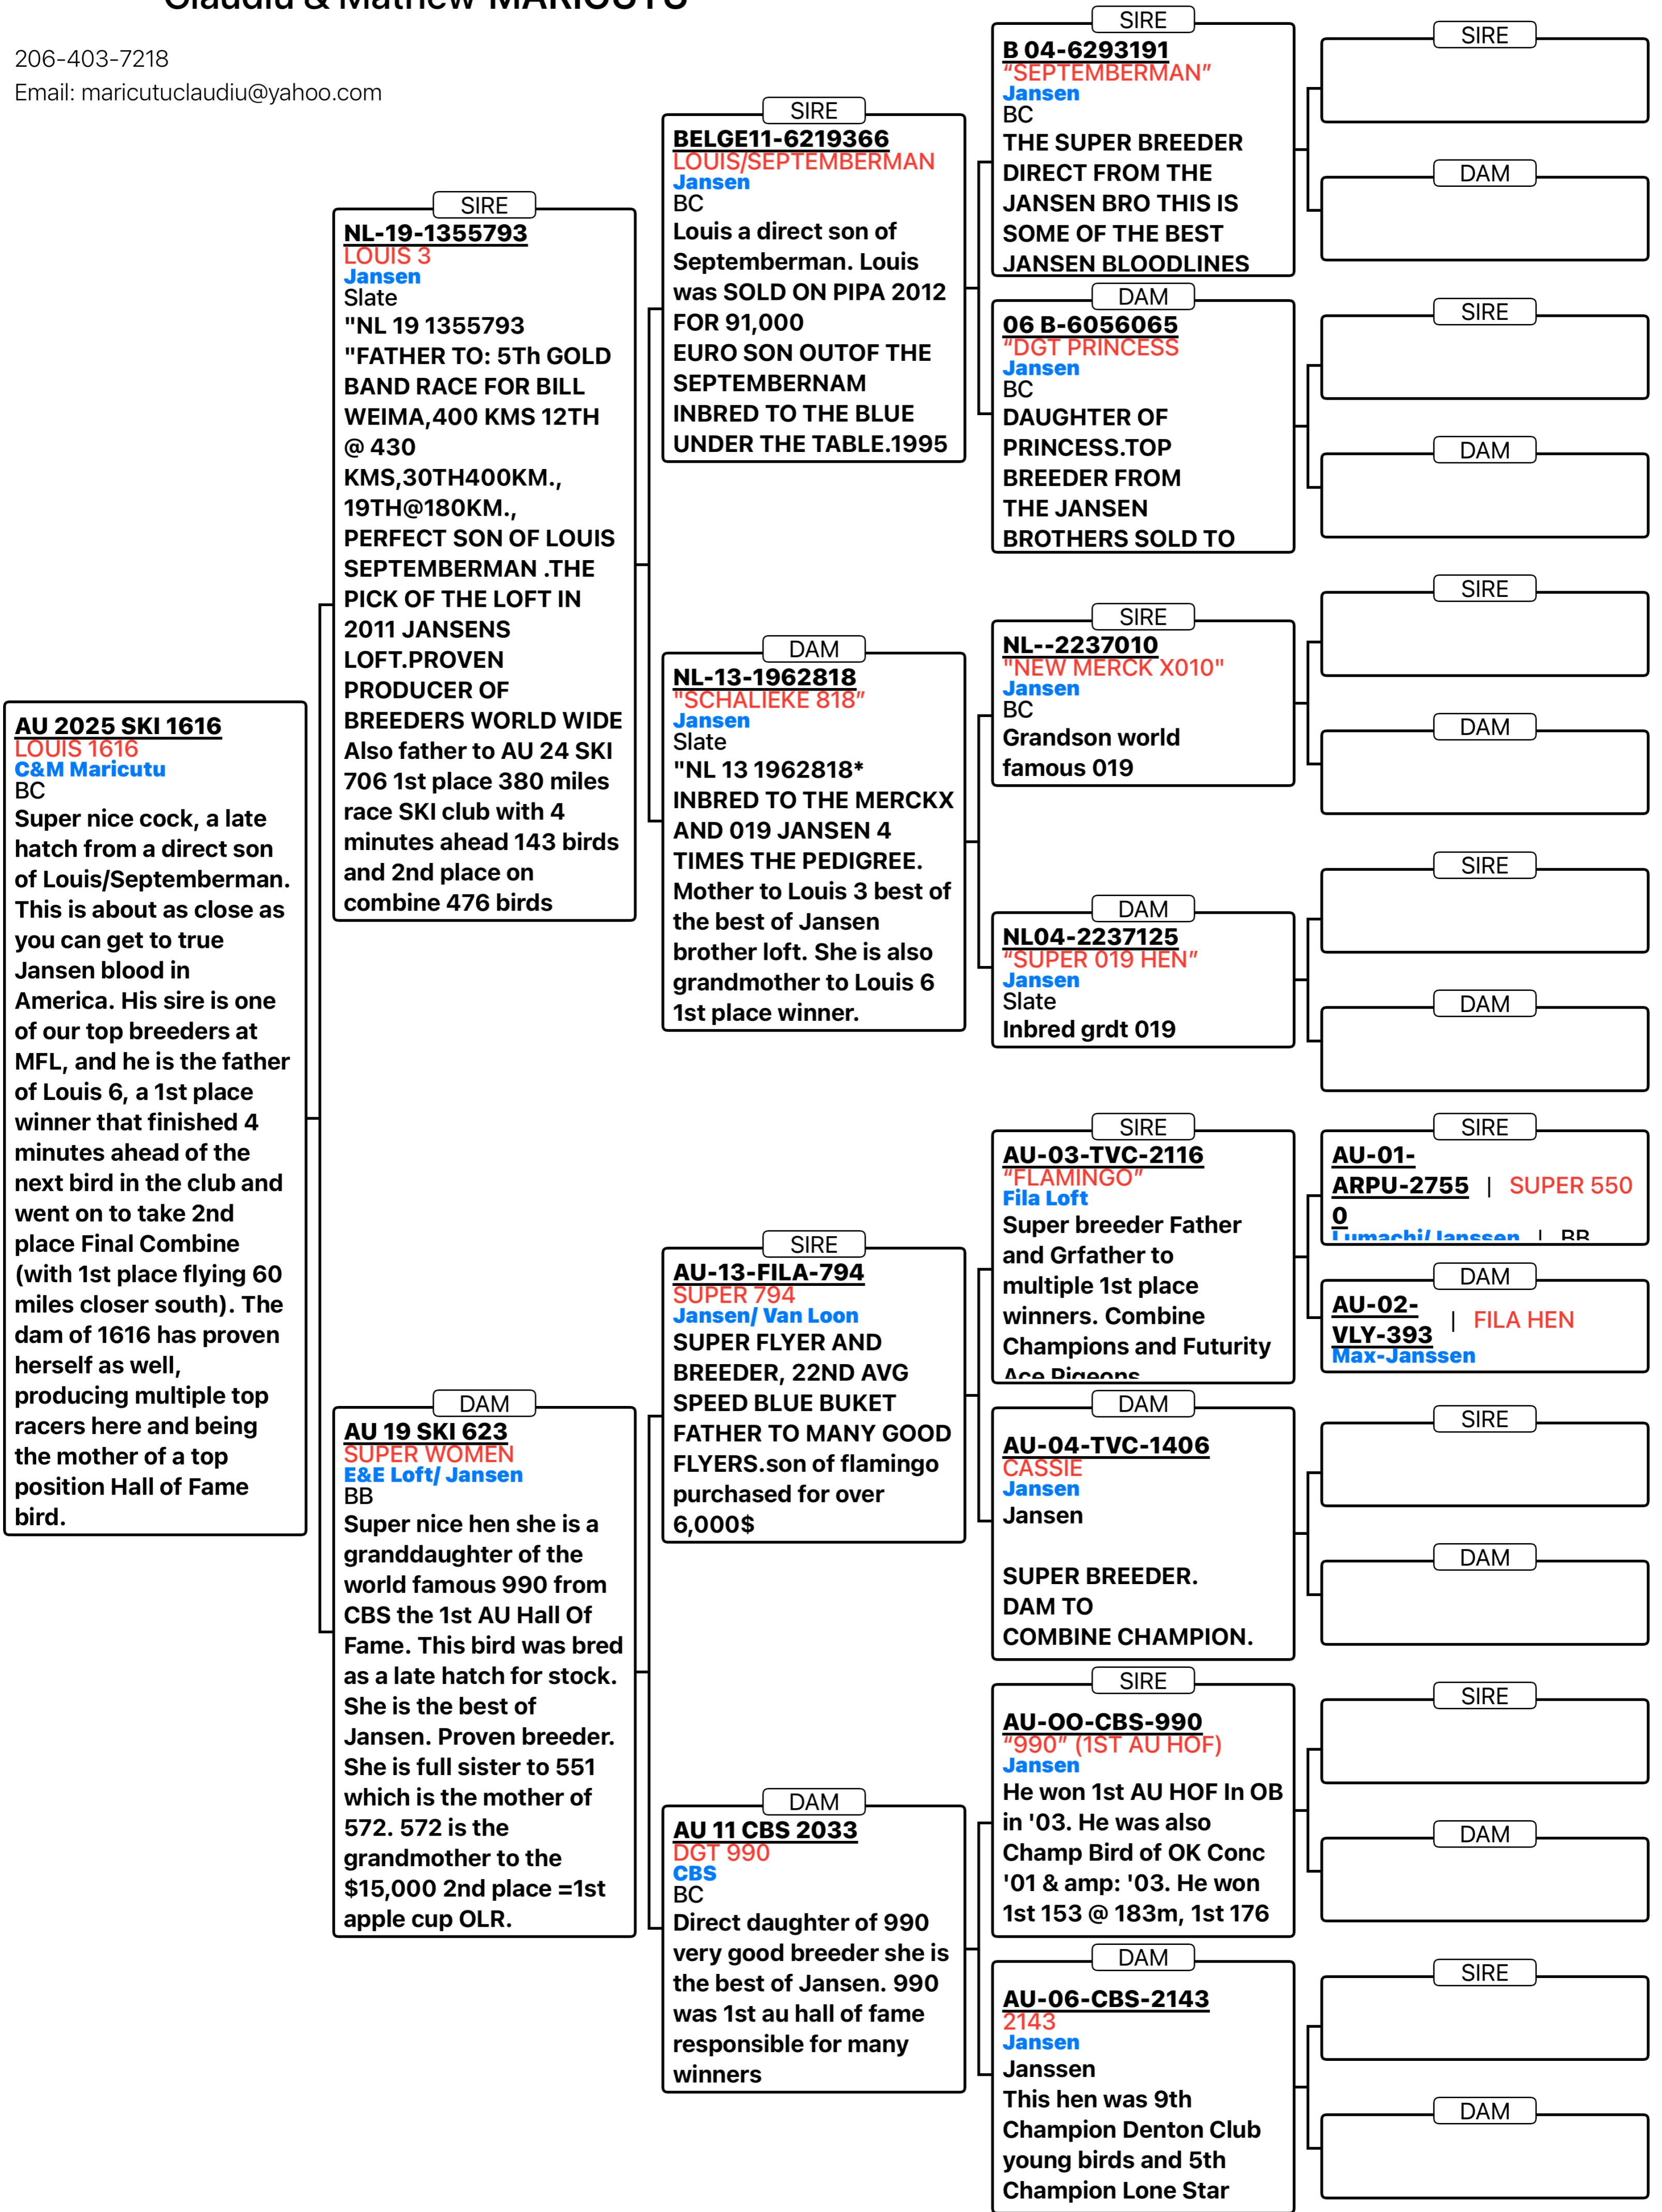 Claudiu & Mathew MARICUTU
206-403-7218
Email: maricutuclaudiu@yahoo.com
AU 2025 SKI 1616
LOUIS 1616
C&M Maricutu
BC
Super nice cock, a late
hatch from a direct son
of Louis/Septemberman.
This is about as close as
you can get to true
Jansen blood in
America. His sire is one
of our top breeders at
MFL, and he is the father
of Louis 6, a 1st place
winner that finished 4
minutes ahead of the
next bird in the club and
went on to take 2nd
place Final Combine
(with 1st place flying 60
miles closer south). The
dam of 1616 has proven
herself as well,
producing multiple top
racers here and being
the mother of a top
position Hall of Fame
bird.
SIRE
NL-19-1355793
LOUIS 3
Jansen
Slate
"NL 19 1355793
"FATHER TO: 5Th GOLD
BAND RACE FOR BILL
WEIMA,400 KMS 12TH
@ 430
KMS,30TH400KM.,
19TH@180KM.,
PERFECT SON OF LOUIS
SEPTEMBERMAN .THE
PICK OF THE LOFT IN
2011 JANSENS
LOFT.PROVEN
PRODUCER OF
BREEDERS WORLD WIDE
Also father to AU 24 SKI
706 1st place 380 miles
race SKI club with 4
minutes ahead 143 birds
and 2nd place on
combine 476 birds
DAM
AU 19 SKI 623
SUPER WOMEN
E&E Loft/ Jansen
BB
Super nice hen she is a
granddaughter of the
world famous 990 from
CBS the 1st AU Hall Of
Fame. This bird was bred
as a late hatch for stock.
She is the best of
Jansen. Proven breeder.
She is full sister to 551
which is the mother of
572. 572 is the
grandmother to the
$15,000 2nd place =1st
apple cup OLR.
SIRE
BELGE11-6219366
LOUIS/SEPTEMBERMAN
Jansen
BC
Louis a direct son of
Septemberman. Louis
was SOLD ON PIPA 2012
FOR 91,000
EURO SON OUTOF THE
SEPTEMBERNAM
INBRED TO THE BLUE
UNDER THE TABLE.1995
DAM
NL-13-1962818
"SCHALIEKE 818”
Jansen
Slate
"NL 13 1962818*
INBRED TO THE MERCKX
AND 019 JANSEN 4
TIMES THE PEDIGREE.
Mother to Louis 3 best of
the best of Jansen
brother loft. She is also
grandmother to Louis 6
1st place winner.
SIRE
AU-13-FILA-794
SUPER 794
Jansen/ Van Loon
SUPER FLYER AND
BREEDER, 22ND AVG
SPEED BLUE BUKET
FATHER TO MANY GOOD
FLYERS.son of flamingo
purchased for over
6,000$
DAM
AU 11 CBS 2033
DGT 990
CBS
BC
Direct daughter of 990
very good breeder she is
the best of Jansen. 990
was 1st au hall of fame
responsible for many
winners
SIRE
B 04-6293191
“SEPTEMBERMAN”
Jansen
BC
THE SUPER BREEDER
DIRECT FROM THE
JANSEN BRO THIS IS
SOME OF THE BEST
JANSEN BLOODLINES
DAM
06 B-6056065
“DGT PRINCESS
Jansen
BC
DAUGHTER OF
PRINCESS.TOP
BREEDER FROM
THE JANSEN
BROTHERS SOLD TO
SIRE
NL--2237010
"NEW MERCK X010"
Jansen
BC
Grandson world
famous 019
DAM
NL04-2237125
“SUPER 019 HEN”
Jansen
Slate
Inbred grdt 019
SIRE
AU-03-TVC-2116
“FLAMINGO”
Fila Loft
Super breeder Father
and Grfather to
multiple 1st place
winners. Combine
Champions and Futurity
Ace Pigeons
DAM
AU-04-TVC-1406
CASSIE
Jansen
Jansen
SUPER BREEDER.
DAM TO
COMBINE CHAMPION.
SIRE
AU-OO-CBS-990
“990” (1ST AU HOF)
Jansen
He won 1st AU HOF In OB
in '03. He was also
Champ Bird of OK Conc
'01 & amp: '03. He won
1st 153 @ 183m, 1st 176
DAM
AU-06-CBS-2143
2143
Jansen
Janssen
This hen was 9th
Champion Denton Club
young birds and 5th
Champion Lone Star
SIRE
DAM
SIRE
DAM
SIRE
DAM
SIRE
DAM
SIRE
AU-01-
ARPU-2755 | SUPER 550
0
Lumachi/Janssen | BB
DAM
AU-02-
VLY-393 | FILA HEN
Max-Janssen
SIRE
DAM
SIRE
DAM
SIRE
DAM